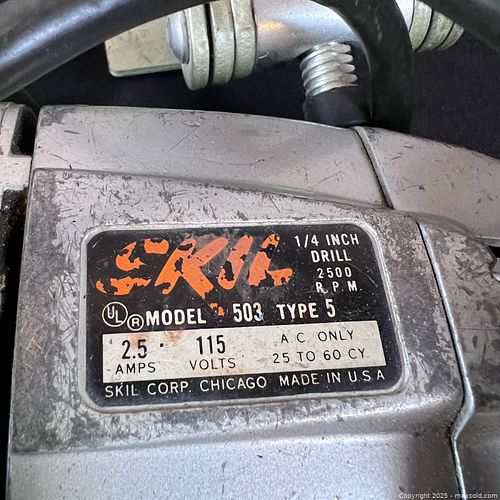 SKIL
1/4 INCH
DRILL
2500
R.P.M.
UL ® MODEL 503 TYPE 5
2.5 AMPS
115 VOLTS
A.C. ONLY
25 TO 60 CY.
SKIL CORP. CHICAGO MADE IN U.S.A
Copyright © 2025 - maxsold.com